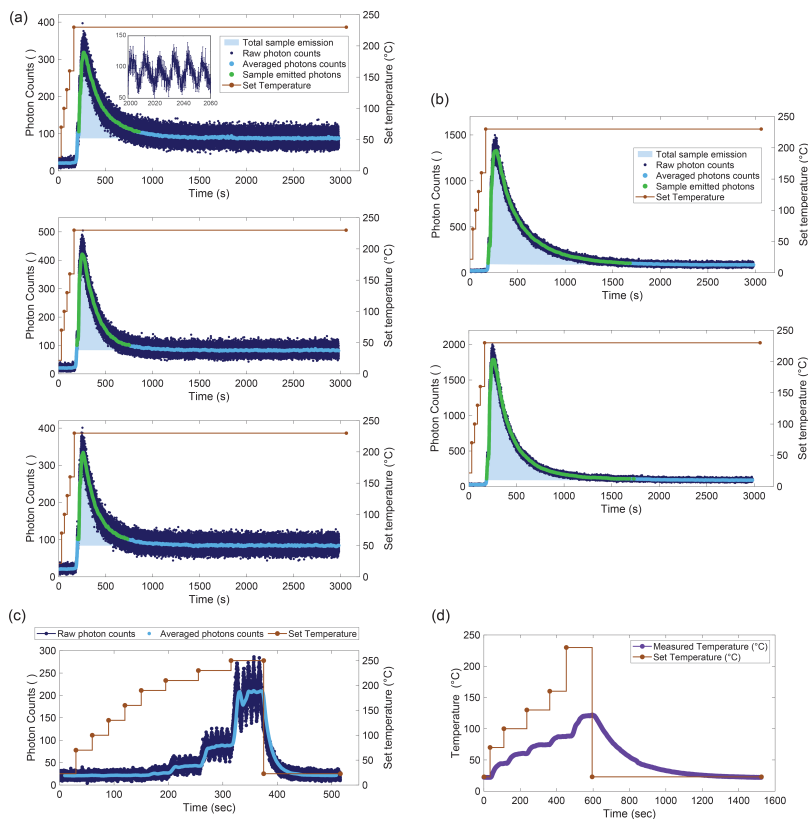 (a)
400
300
200
100
0
Photon Counts ( )
250
200
150
100
50
0
Set temperature (°C)
150
100
50
2000
2020
2040
2060
Total sample emission
Raw photon counts
Averaged photons counts
Sample emitted photons
Set Temperature
0 500 1000 1500 2000 2500 3000
Time (s)
500
400
300
200
100
0
Photon Counts ( )
250
200
150
100
50
0
Set temperature (°C)
0 500 1000 1500 2000 2500 3000
Time (s)
400
300
200
100
0
Photon Counts ( )
250
200
150
100
50
0
Set temperature (°C)
0 500 1000 1500 2000 2500 3000
Time (s)
(b)
1500
1000
500
0
Photon Counts ( )
250
200
150
100
50
0
Set temperature (°C)
Total sample emission
Raw photon counts
Averaged photons counts
Sample emitted photons
Set Temperature
0 500 1000 1500 2000 2500 3000
Time (s)
2000
1500
1000
500
0
Photon Counts ( )
250
200
150
100
50
0
Set temperature (°C)
0 500 1000 1500 2000 2500 3000
Time (s)
(c)
Raw photon counts Averaged photons counts Set Temperature
300
250
200
150
100
50
0
Photon Counts ( )
250
200
150
100
50
0
Set temperature (°C)
0 100 200 300 400 500
Time (sec)
(d)
250
200
150
100
50
0
Temperature (°C)
Measured Temperature (°C)
Set Temperature (°C)
0 200 400 600 800 1000 1200 1400 1600
Time (sec)